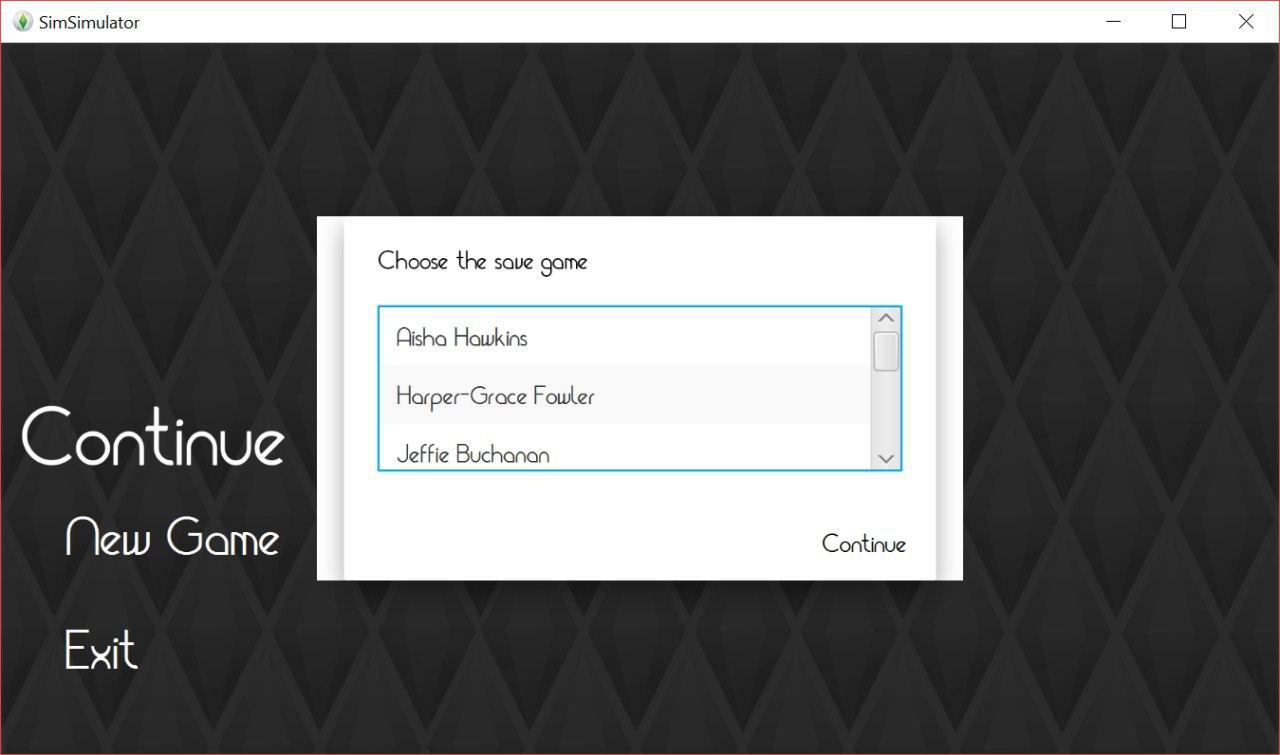 SimSimulator
Choose the save game
Aisha Hawkins
Harper-Grace Fowler
Jeffie Buchanan
Continue
Continue
New Game
Exit